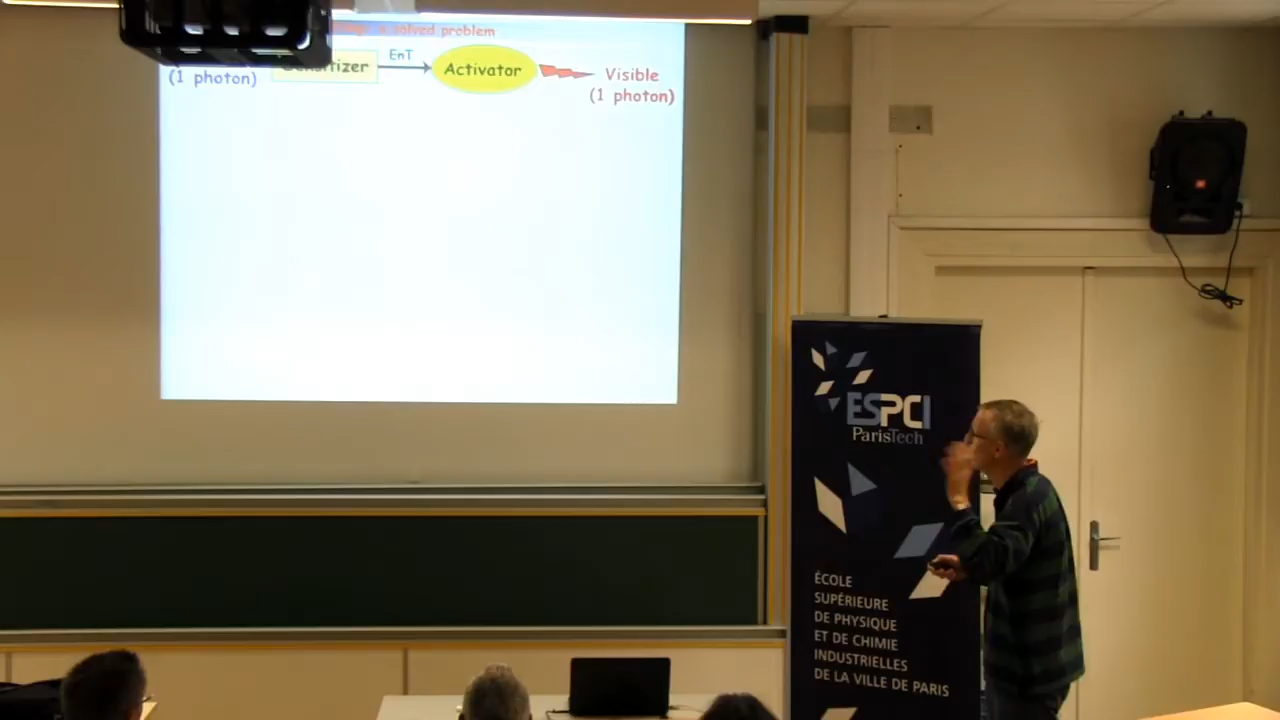 a solved problem
(1 photon)
Sensitizer
EnT
Activator
Visible
(1 photon)
ESPCI
ParisTech
ÉCOLE
SUPÉRIEURE
DE PHYSIQUE
ET DE CHIMIE
INDUSTRIELLES
DE LA VILLE DE PARIS